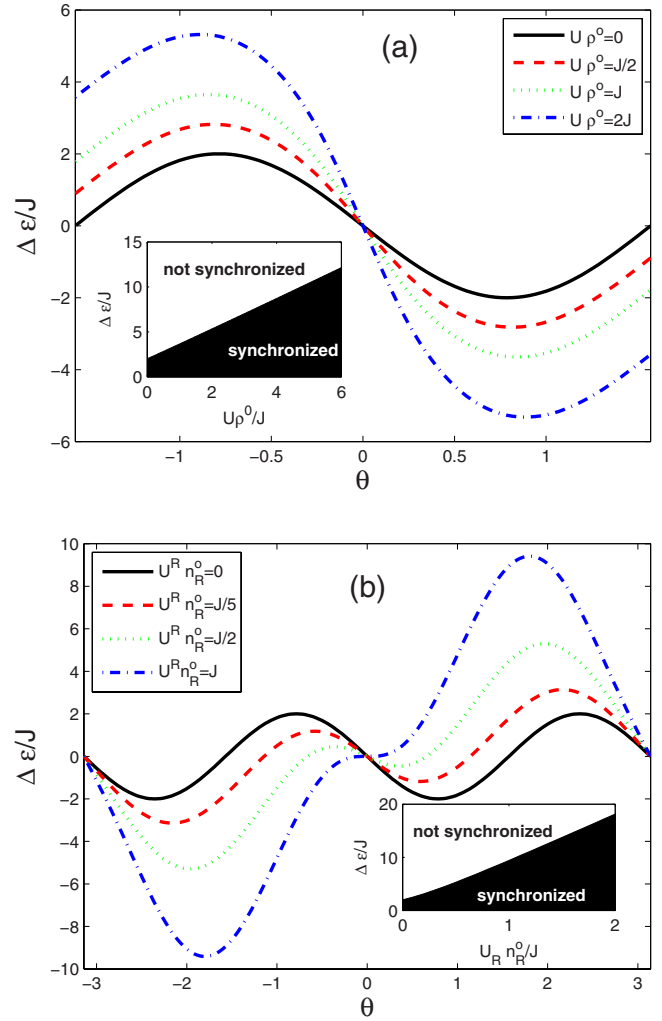 6
4
2
0
−2
−4
−6
Δ ε/J
(a)
U ρ°=0
U ρ°=J/2
U ρ°=J
U ρ°=2J
15
10
5
0
Δ ε/J
not synchronized
synchronized
0 2 4 6
Uρ⁰/J
−1 −0.5 0 0.5 1
θ
10
8
6
4
2
0
−2
−4
−6
−8
−10
Δ ε/J
U^R n_R^o=0
U^R n_R^o=J/5
U^R n_R^o=J/2
U^R n_R^o=J
(b)
20
10
0
Δ ε/J
not synchronized
synchronized
0 1 2
U_R n_R^o/J
−3 −2 −1 0 1 2 3
θ